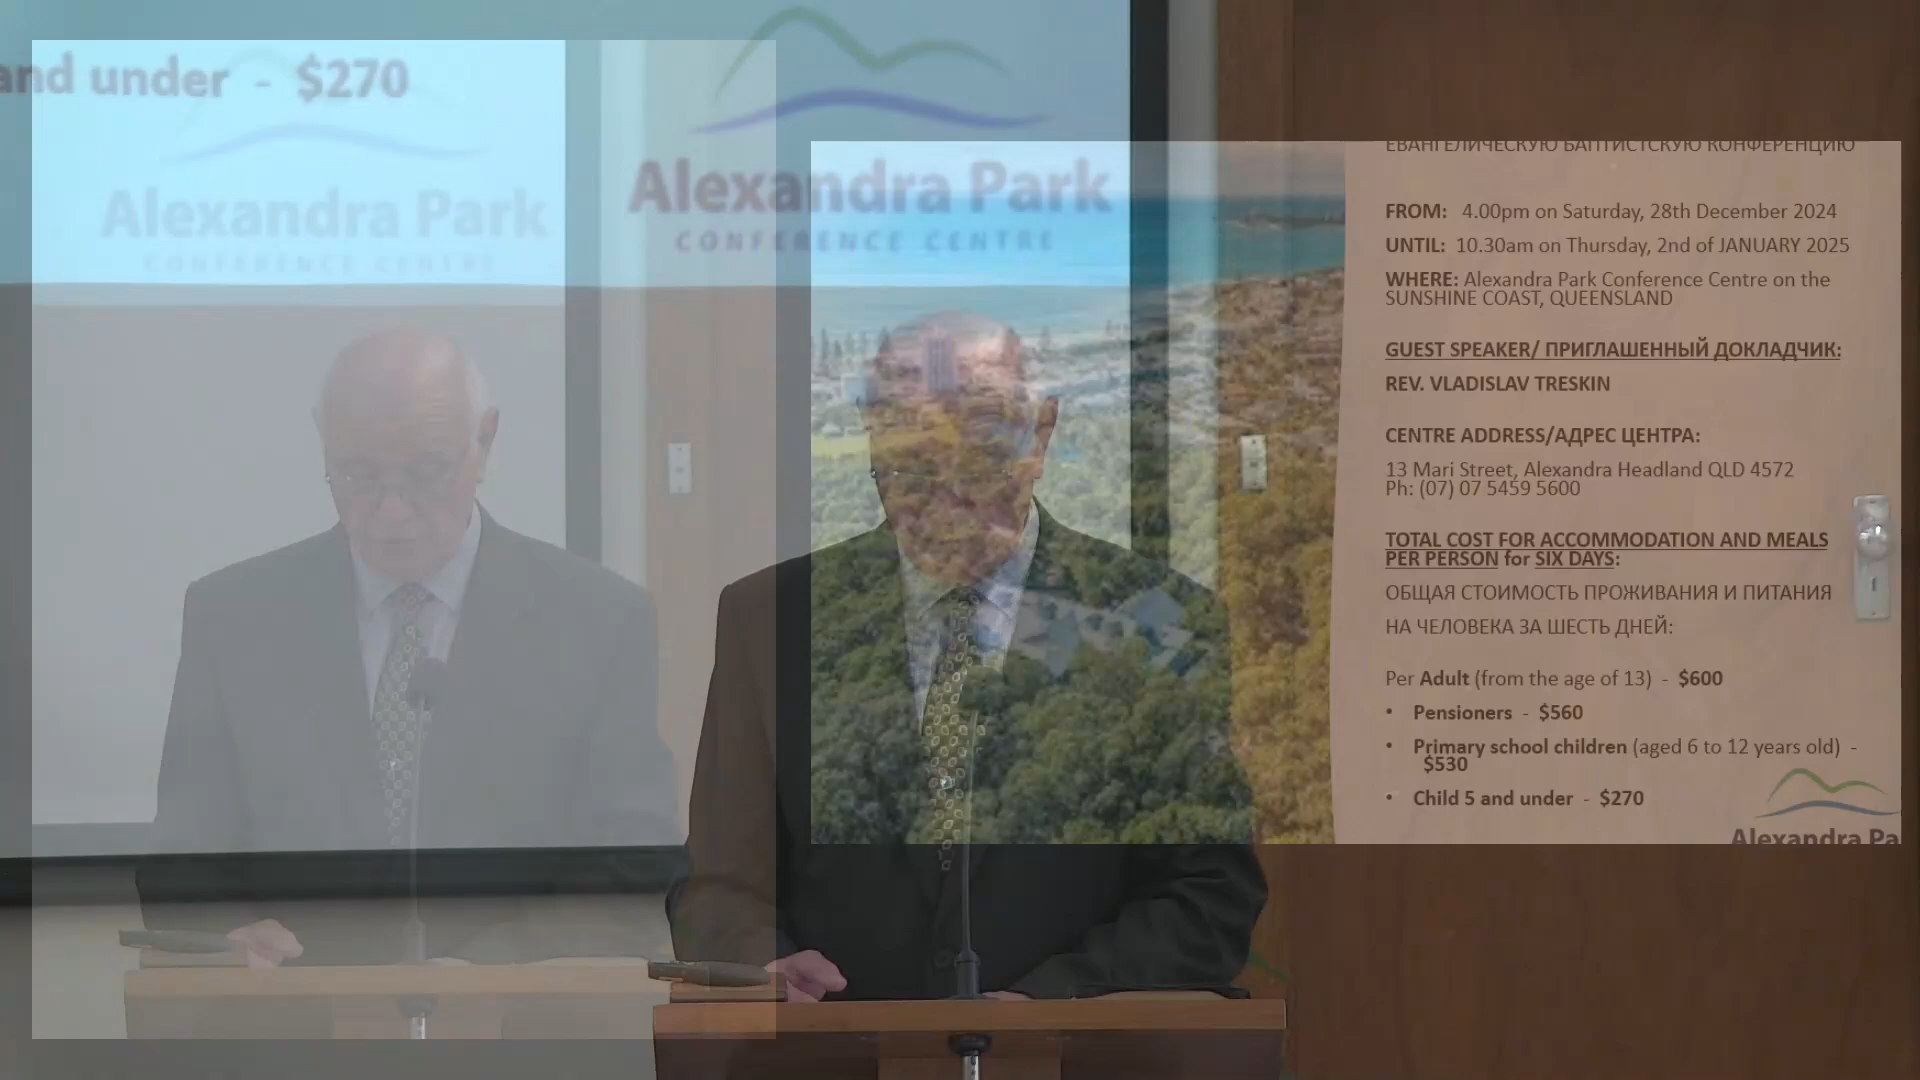 and under - $270
Alexandra Park
CONFERENCE CENTRE
Alexandra Park
CONFERENCE CENTRE
ЕВАНГЕЛИЧЕСКУЮ БАПТИСТСКУЮ КОНФЕРЕНЦИЮ
FROM: 4.00pm on Saturday, 28th December 2024
UNTIL: 10.30am on Thursday, 2nd of JANUARY 2025
WHERE: Alexandra Park Conference Centre on the
SUNSHINE COAST, QUEENSLAND
GUEST SPEAKER/ ПРИГЛАШЕННЫЙ ДОКЛАДЧИК:
REV. VLADISLAV TRESKIN
CENTRE ADDRESS/АДРЕС ЦЕНТРА:
13 Mari Street, Alexandra Headland QLD 4572
Ph: (07) 07 5459 5600
TOTAL COST FOR ACCOMMODATION AND MEALS
PER PERSON for SIX DAYS:
ОБЩАЯ СТОИМОСТЬ ПРОЖИВАНИЯ И ПИТАНИЯ
НА ЧЕЛОВЕКА ЗА ШЕСТЬ ДНЕЙ:
Per Adult (from the age of 13) - $600
• Pensioners - $560
• Primary school children (aged 6 to 12 years old) -
$530
• Child 5 and under - $270
Alexandra Pa